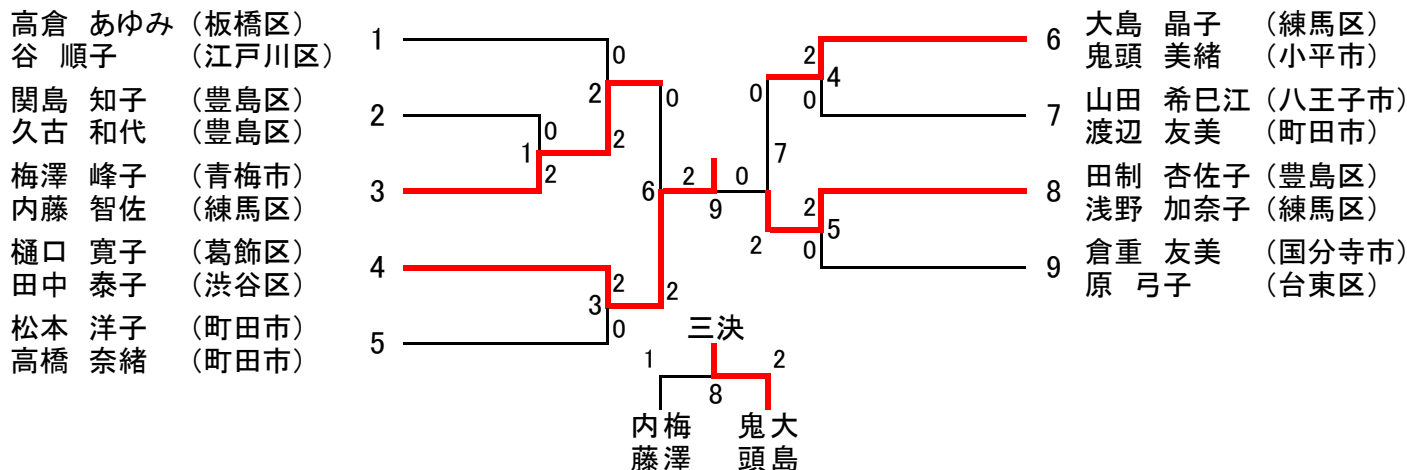 高倉 あゆみ（板橋区）
谷 順子 （江戸川区）
1
関島 知子 （豊島区）
久古 和代 （豊島区）
2
梅澤 峰子 （青梅市）
内藤 智佐 （練馬区）
3
樋口 寛子 （葛飾区）
田中 泰子 （渋谷区）
4
松本 洋子 （町田市）
高橋 奈緒 （町田市）
5
0
2
0
1
2
2
0
6
2
3
2
0
2
0
9
0
7
2
2
4
0
2
5
0
6
大島 晶子 （練馬区）
鬼頭 美緒 （小平市）
7
山田 希巳江（八王子市）
渡辺 友美 （町田市）
8
田制 杏佐子（豊島区）
浅野 加奈子（練馬区）
9
倉重 友美 （国分寺市）
原 弓子 （台東区）
三決
1
2
8
梅澤
内藤
大島
鬼頭